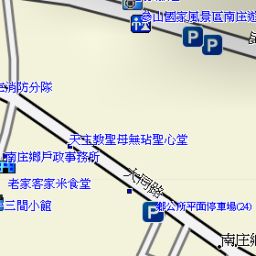 參山國家風景區南庄遊
消防分隊
天主教聖母無玷聖心堂
南庄鄉戶政事務所
大同路
老家客家米食堂
三間小館
鄉公所平面停車場(24)
南庄鄉